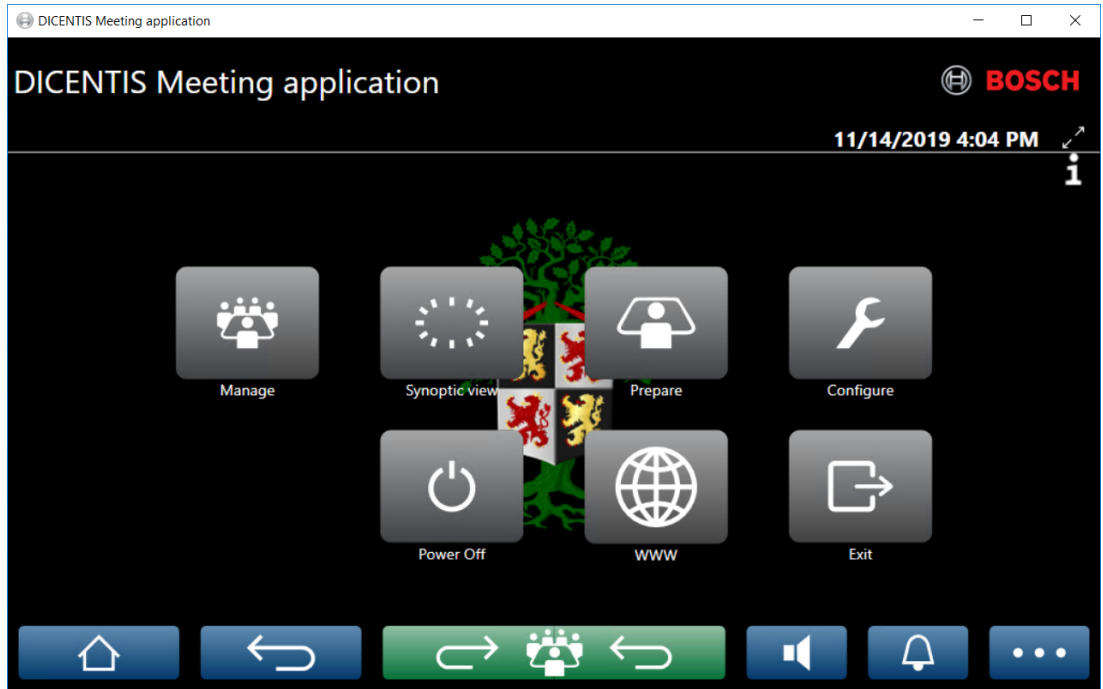 DICENTIS Meeting application
DICENTIS Meeting application
BOSCH
11/14/2019 4:04 PM
Manage
Synoptic view
Prepare
Configure
Power Off
WWW
Exit